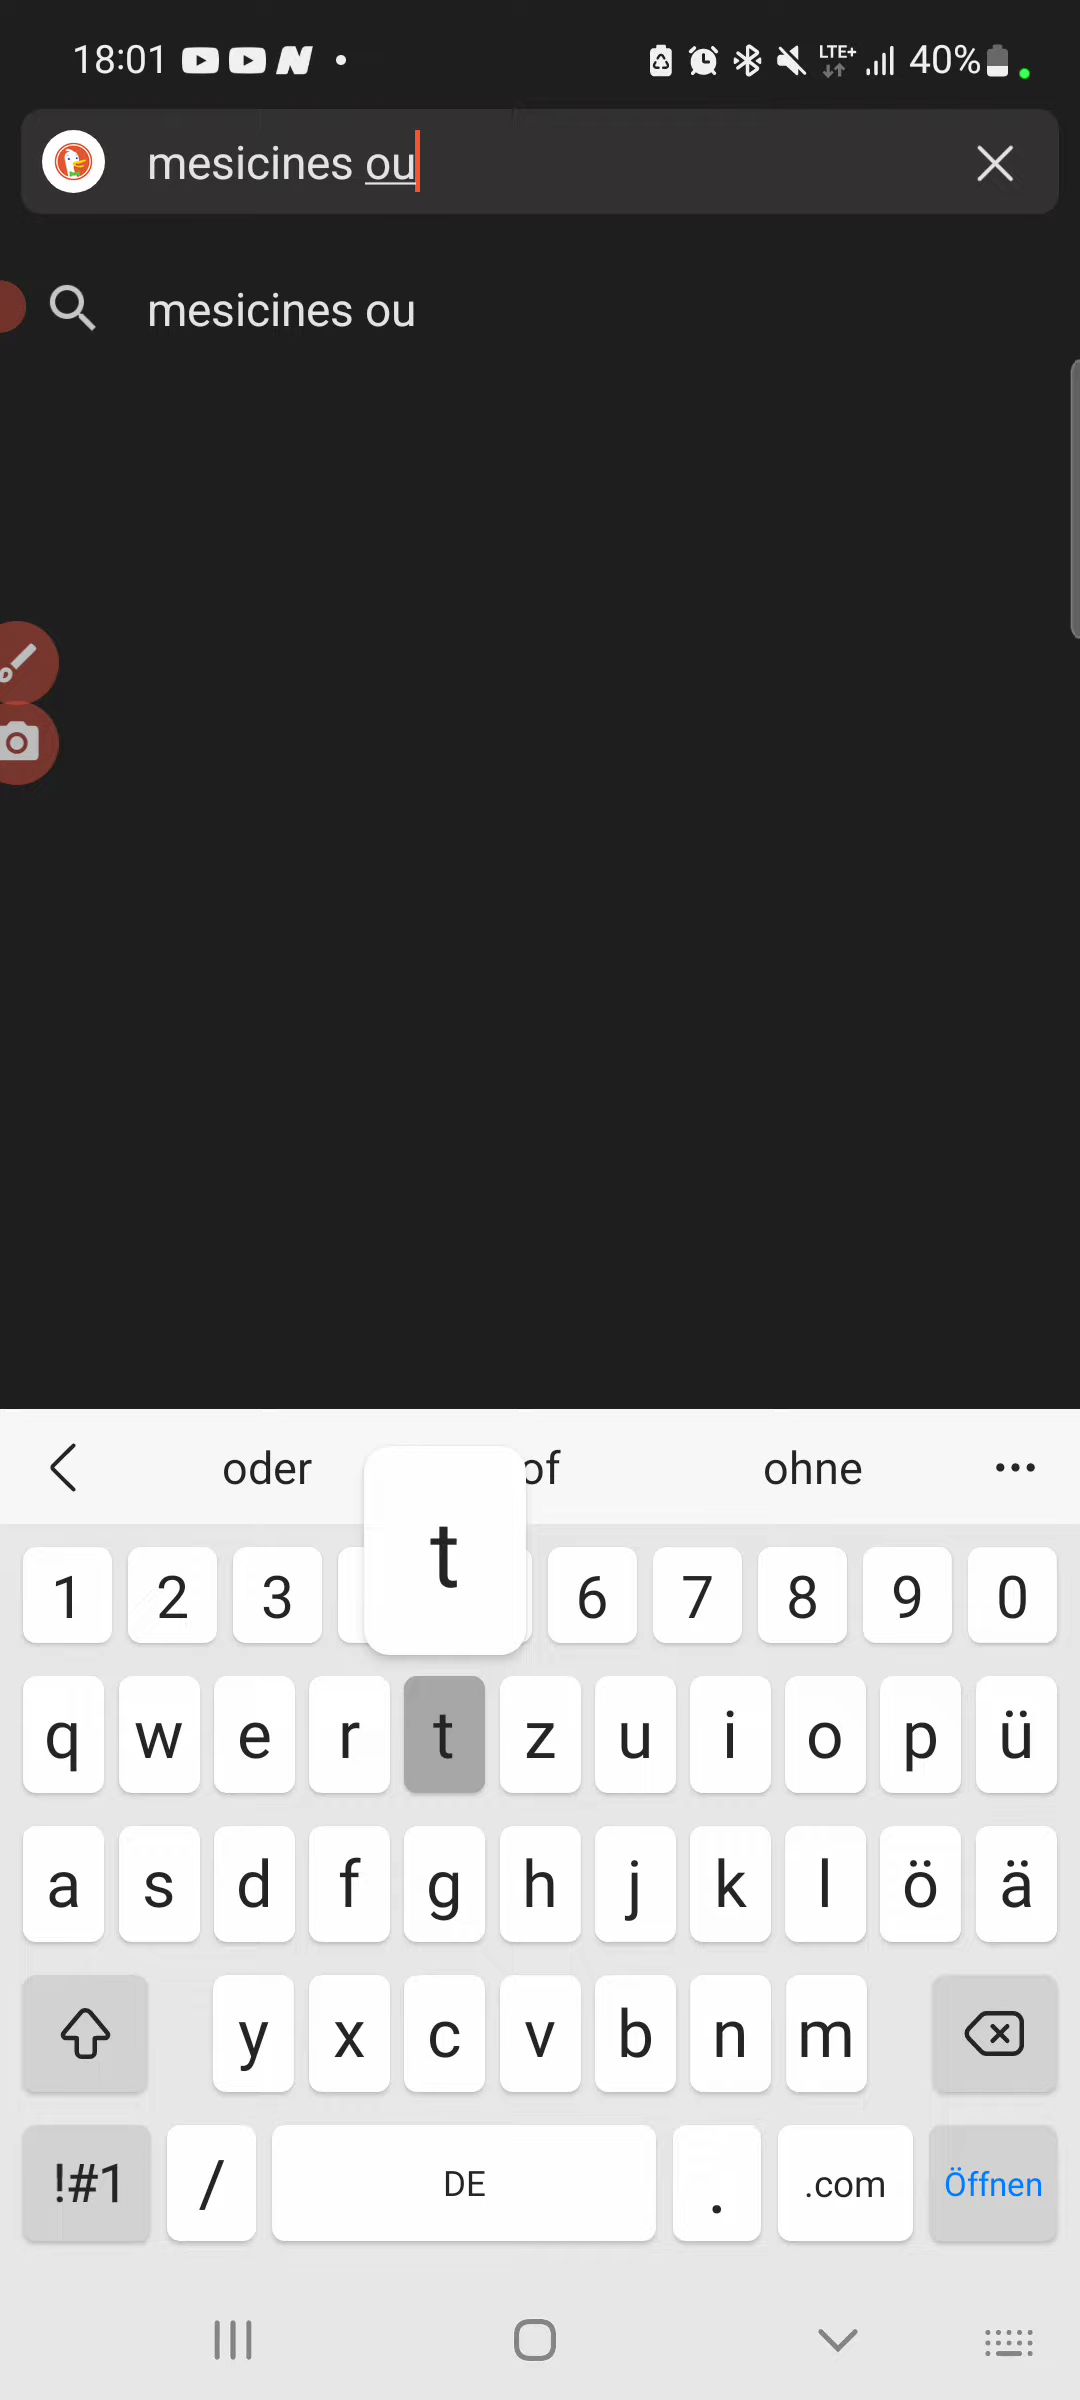 18:01 LTE+ 40%
mesicines ou
mesicines ou
oder of ohne
t
1 2 3 6 7 8 9 0
q w e r t z u i o p ü
a s d f g h j k l ö ä
y x c v b n m
!#1 / DE . .com Öffnen